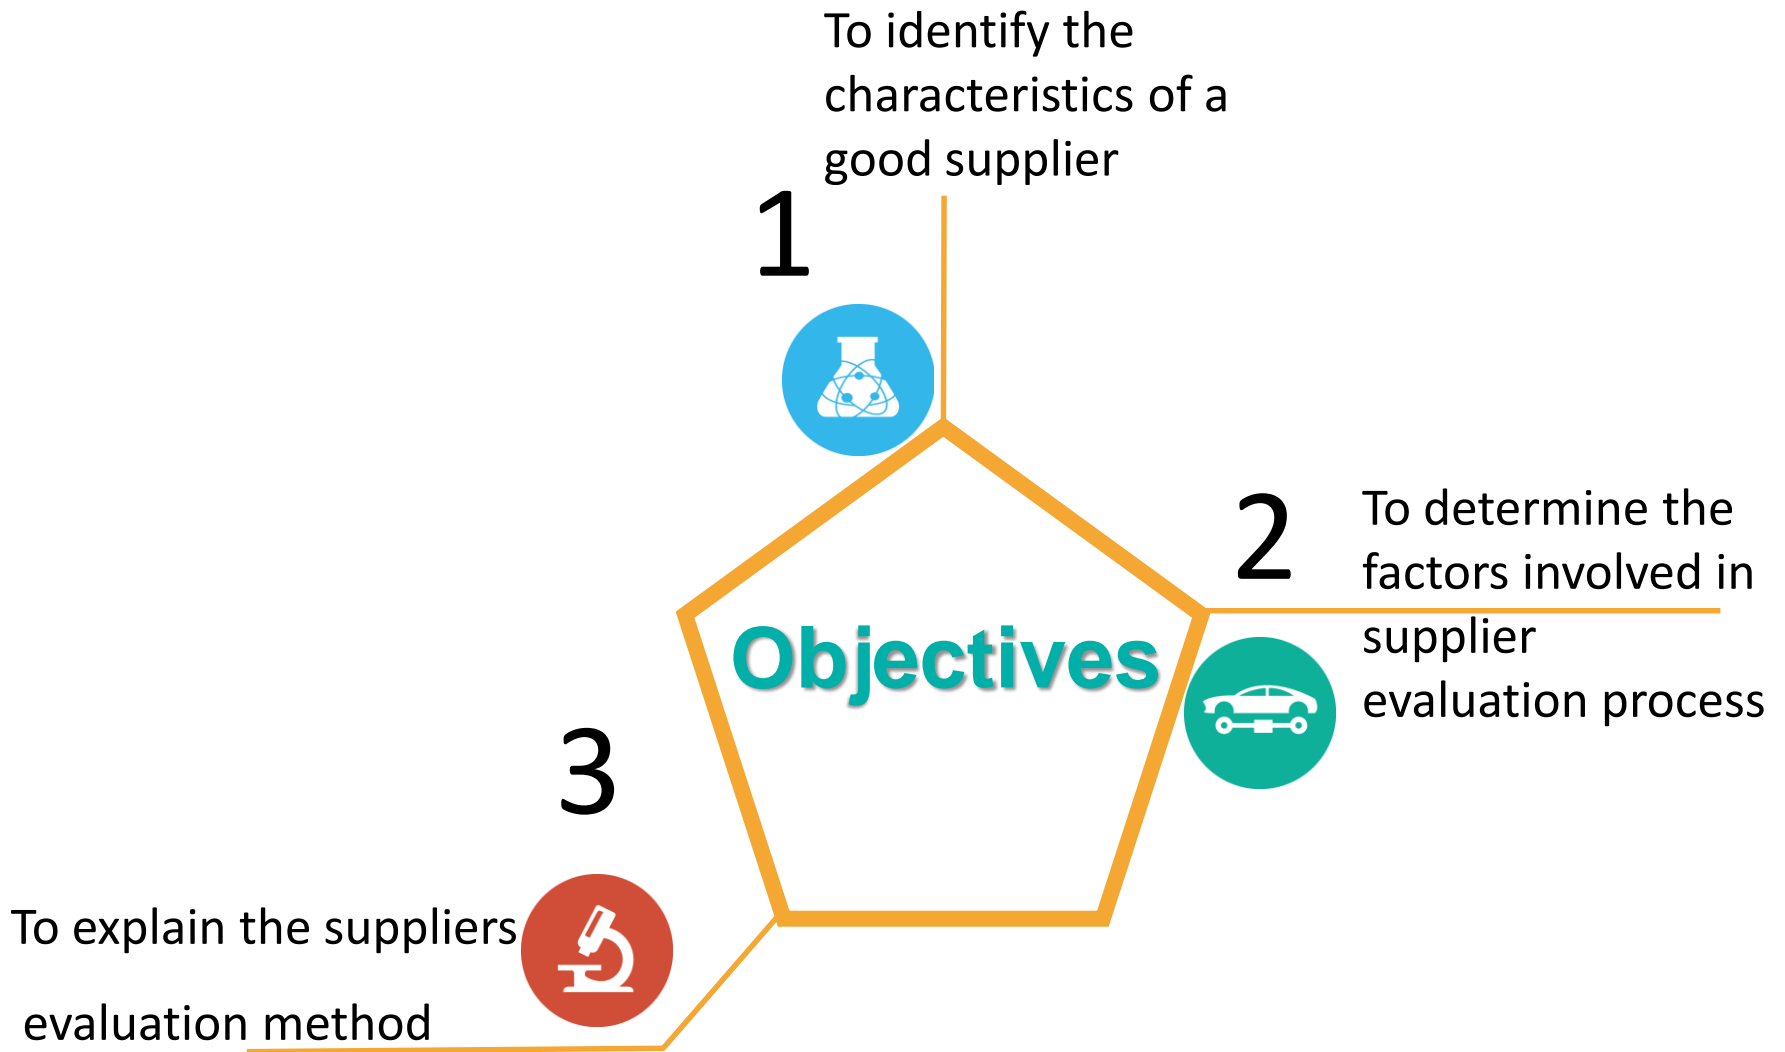 To identify the
characteristics of a
good supplier
1
2
To determine the
factors involved in
supplier
evaluation process
Objectives
3
To explain the suppliers
evaluation method